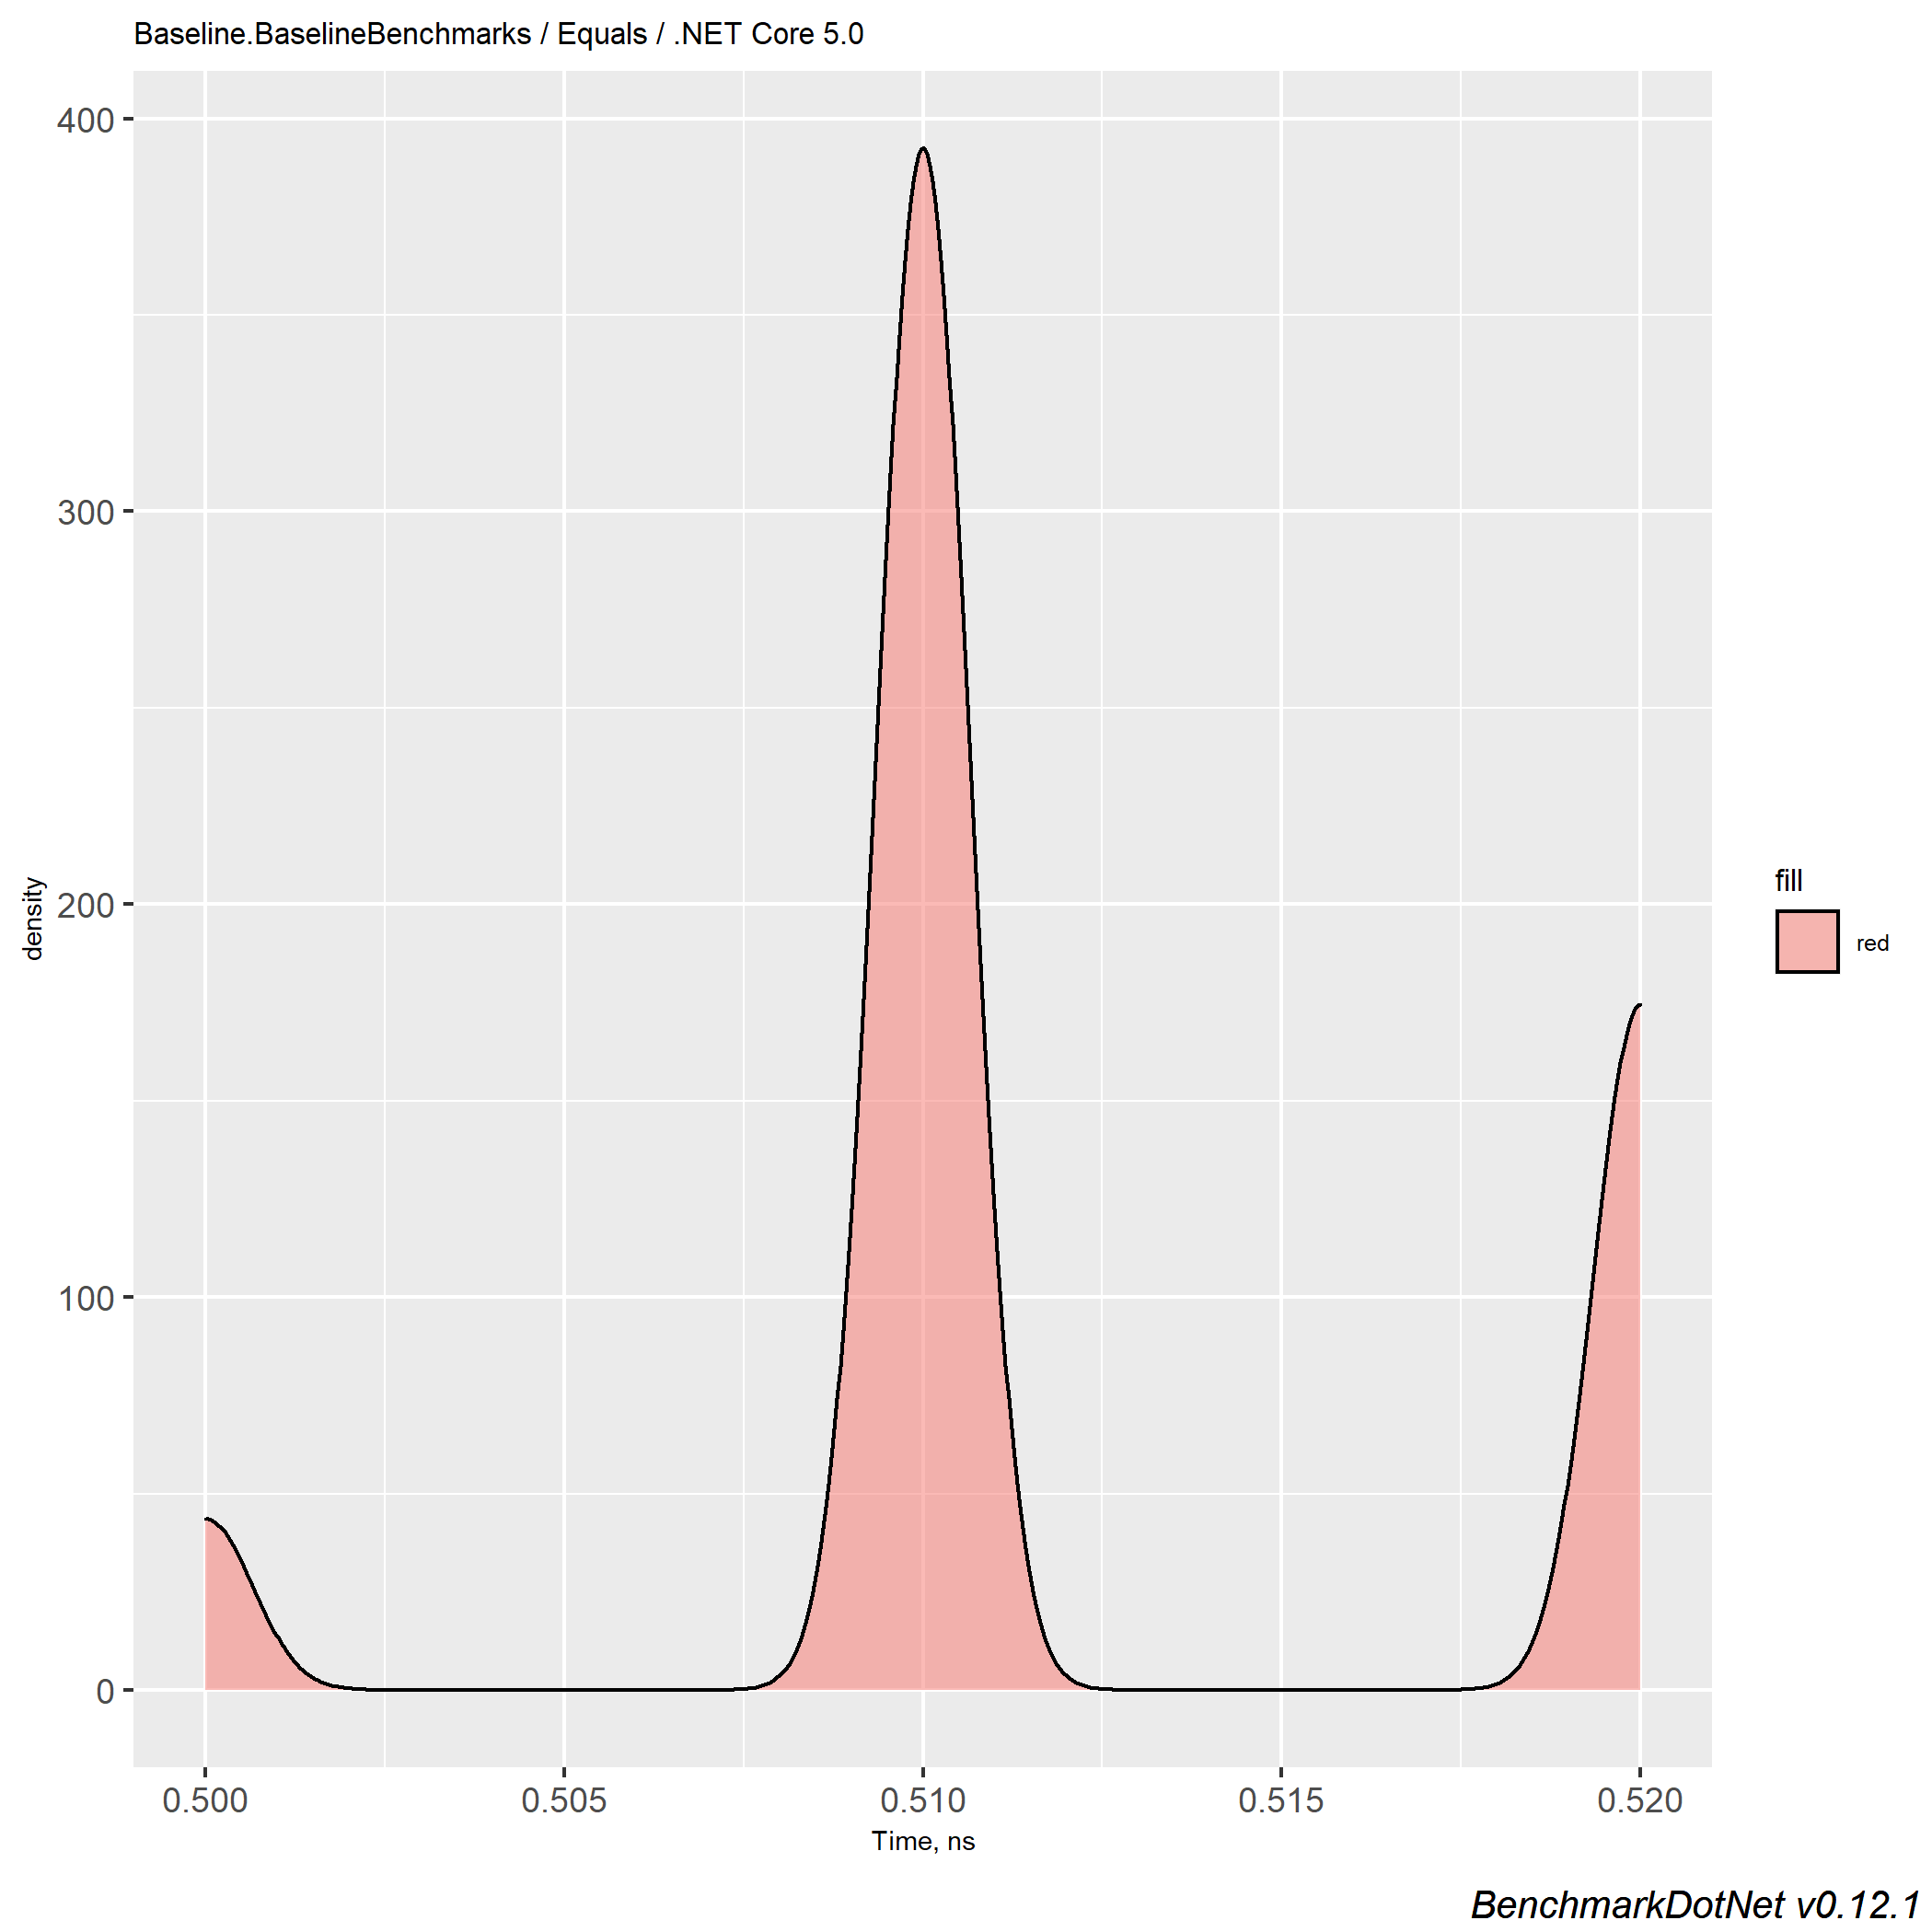 Baseline.BaselineBenchmarks / Equals / .NET Core 5.0
400
300
200
100
0
density
0.500 0.505 0.510 0.515 0.520
Time, ns
fill
red
BenchmarkDotNet v0.12.1